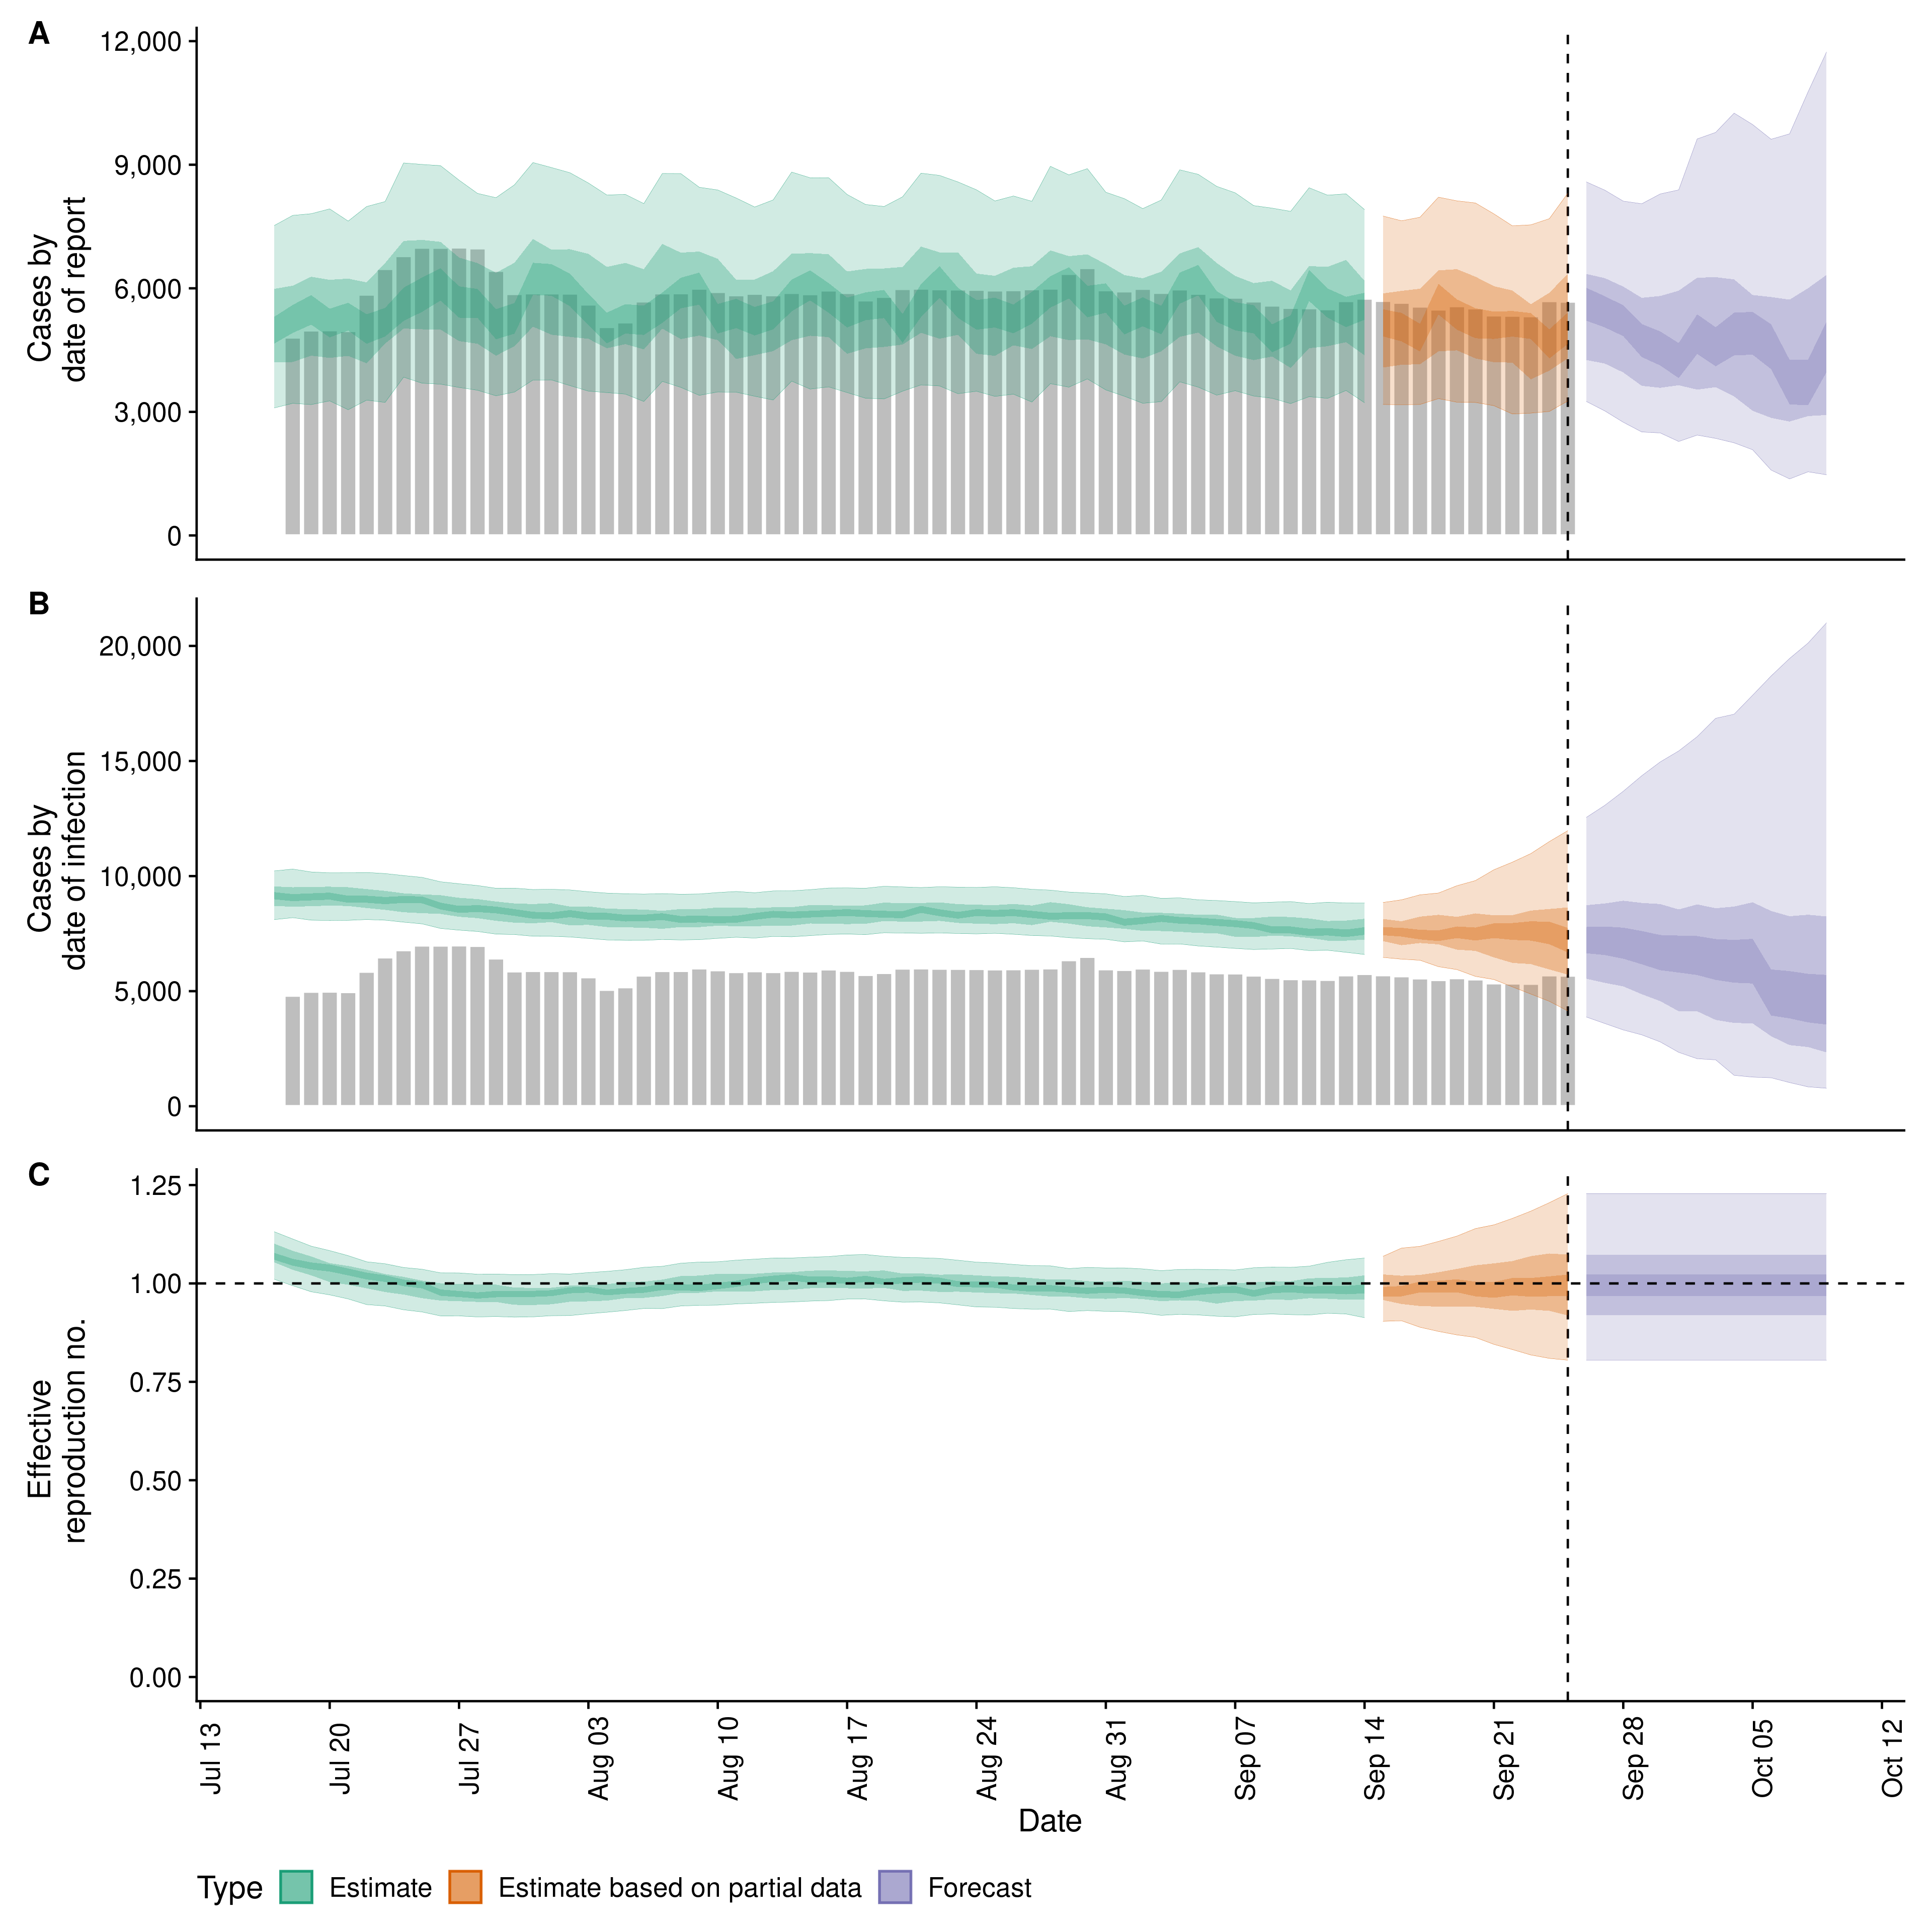 A
12,000
9,000
6,000
3,000
0
Cases by
date of report
B
20,000
15,000
10,000
5,000
0
Cases by
date of infection
C
1.25
1.00
0.75
0.50
0.25
0.00
Effective
reproduction no.
Jul 13
Jul 20
Jul 27
Aug 03
Aug 10
Aug 17
Aug 24
Aug 31
Sep 07
Sep 14
Sep 21
Sep 28
Oct 05
Oct 12
Date
Type Estimate Estimate based on partial data Forecast